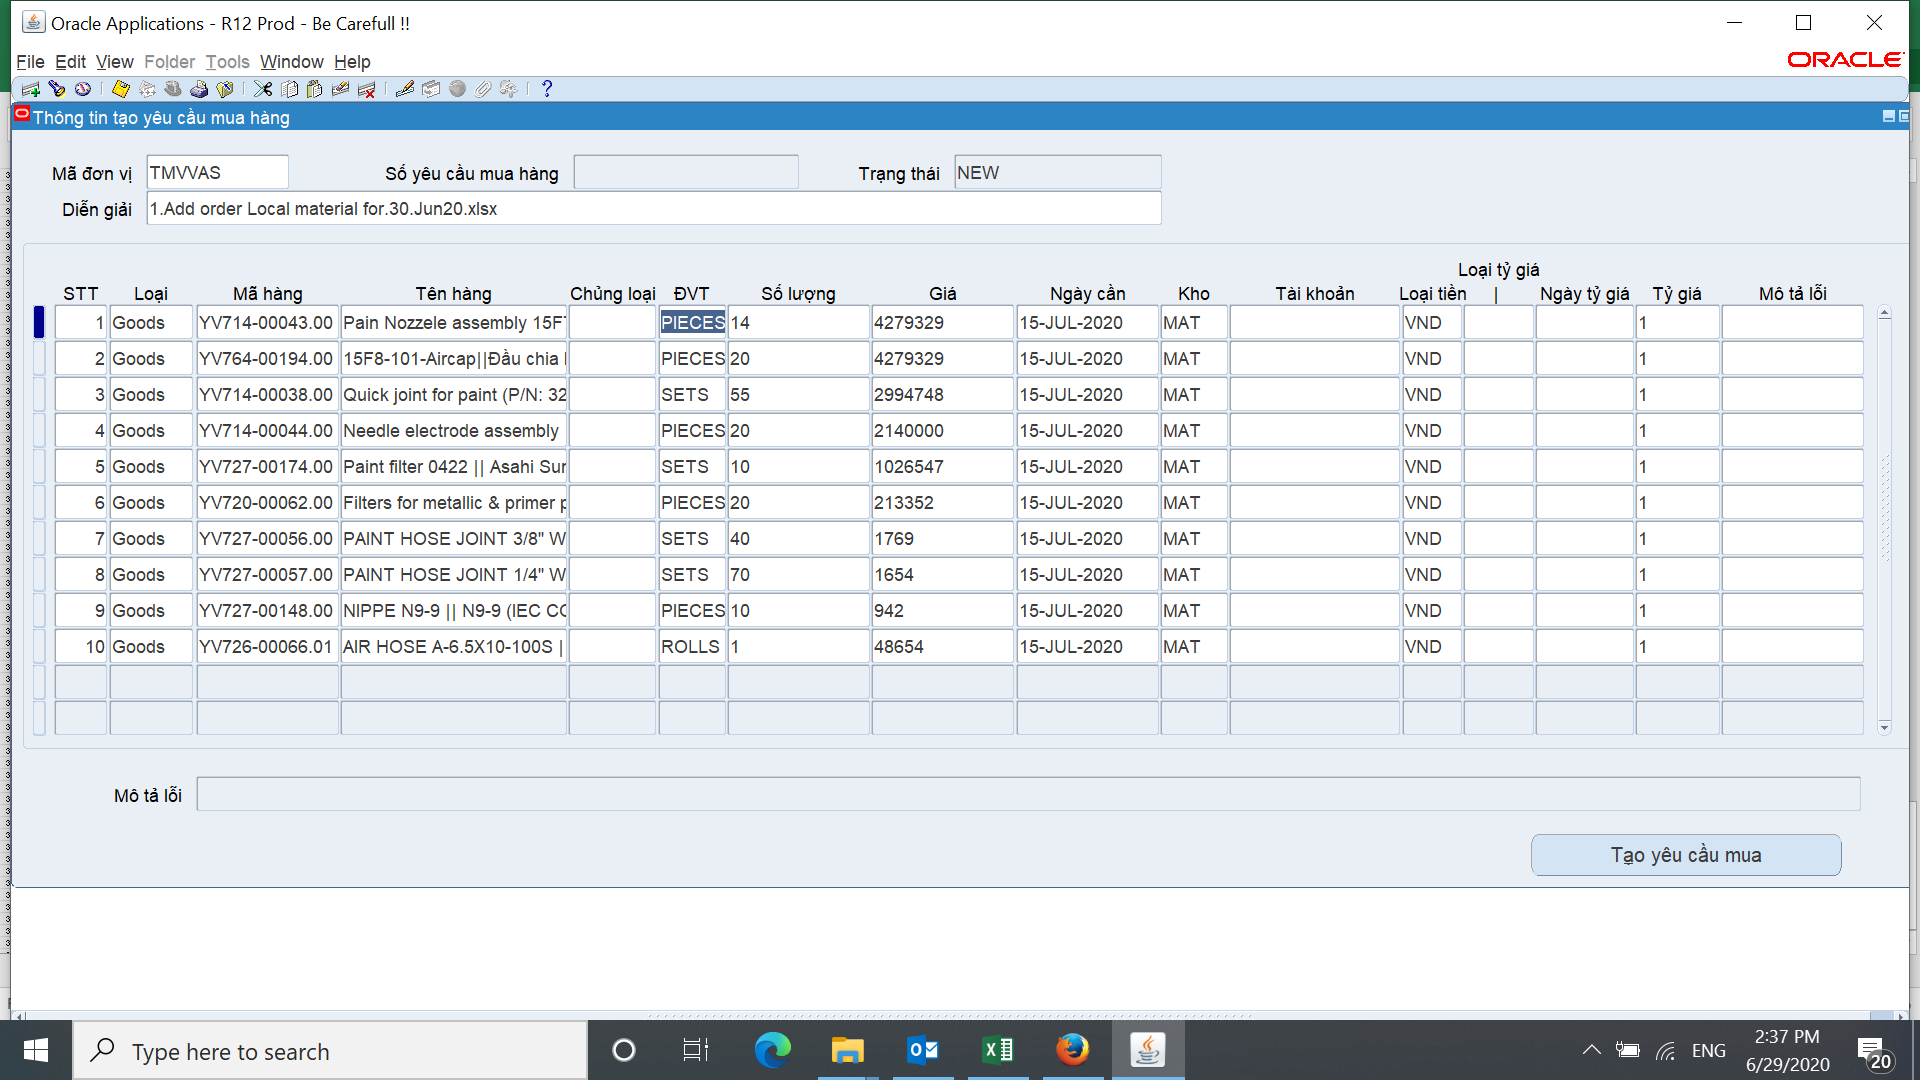 Oracle Applications - R12 Prod - Be Carefull !!
File Edit View Folder Tools Window Help
ORACLE
Thông tin tạo yêu cầu mua hàng
Mã đơn vị TMVVAS Số yêu cầu mua hàng Trạng thái NEW
Diễn giải 1.Add order Local material for.30.Jun20.xlsx
Loại tỷ giá
STT Loại Mã hàng Tên hàng Chủng loại ĐVT Số lượng Giá Ngày cần Kho Tài khoản Loại tiền | Ngày tỷ giá Tỷ giá Mô tả lỗi
1 Goods YV714-00043.00 Pain Nozzele assembly 15F PIECES 14 4279329 15-JUL-2020 MAT VND 1
2 Goods YV764-00194.00 15F8-101-Aircap||Đầu chia PIECES 20 4279329 15-JUL-2020 MAT VND 1
3 Goods YV714-00038.00 Quick joint for paint (P/N: 32 SETS 55 2994748 15-JUL-2020 MAT VND 1
4 Goods YV714-00044.00 Needle electrode assembly PIECES 20 2140000 15-JUL-2020 MAT VND 1
5 Goods YV727-00174.00 Paint filter 0422 || Asahi Sur SETS 10 1026547 15-JUL-2020 MAT VND 1
6 Goods YV720-00062.00 Filters for metallic & primer p PIECES 20 213352 15-JUL-2020 MAT VND 1
7 Goods YV727-00056.00 PAINT HOSE JOINT 3/8" W SETS 40 1769 15-JUL-2020 MAT VND 1
8 Goods YV727-00057.00 PAINT HOSE JOINT 1/4" W SETS 70 1654 15-JUL-2020 MAT VND 1
9 Goods YV727-00148.00 NIPPE N9-9 || N9-9 (IEC CO PIECES 10 942 15-JUL-2020 MAT VND 1
10 Goods YV726-00066.01 AIR HOSE A-6.5X10-100S | ROLLS 1 48654 15-JUL-2020 MAT VND 1
Mô tả lỗi
Tạo yêu cầu mua
Type here to search
ENG
2:37 PM
6/29/2020
20